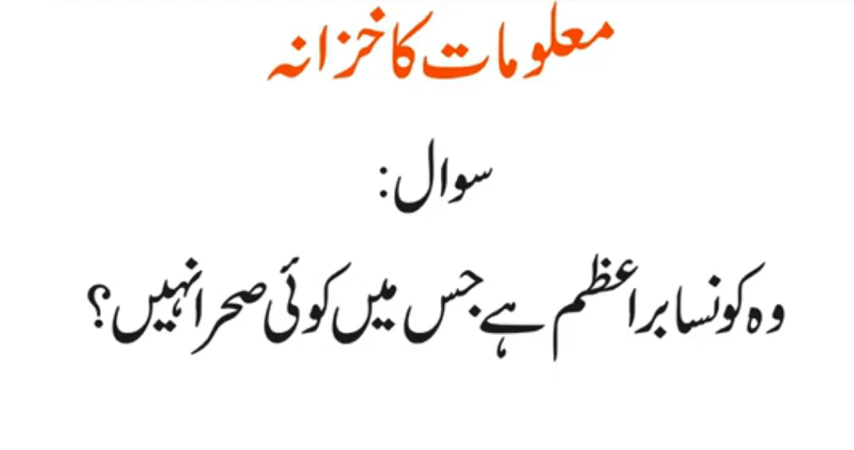 معلومات کا خزانہ
سوال:
وہ کونسا براعظم ہے جس میں کوئی صحرا نہیں؟